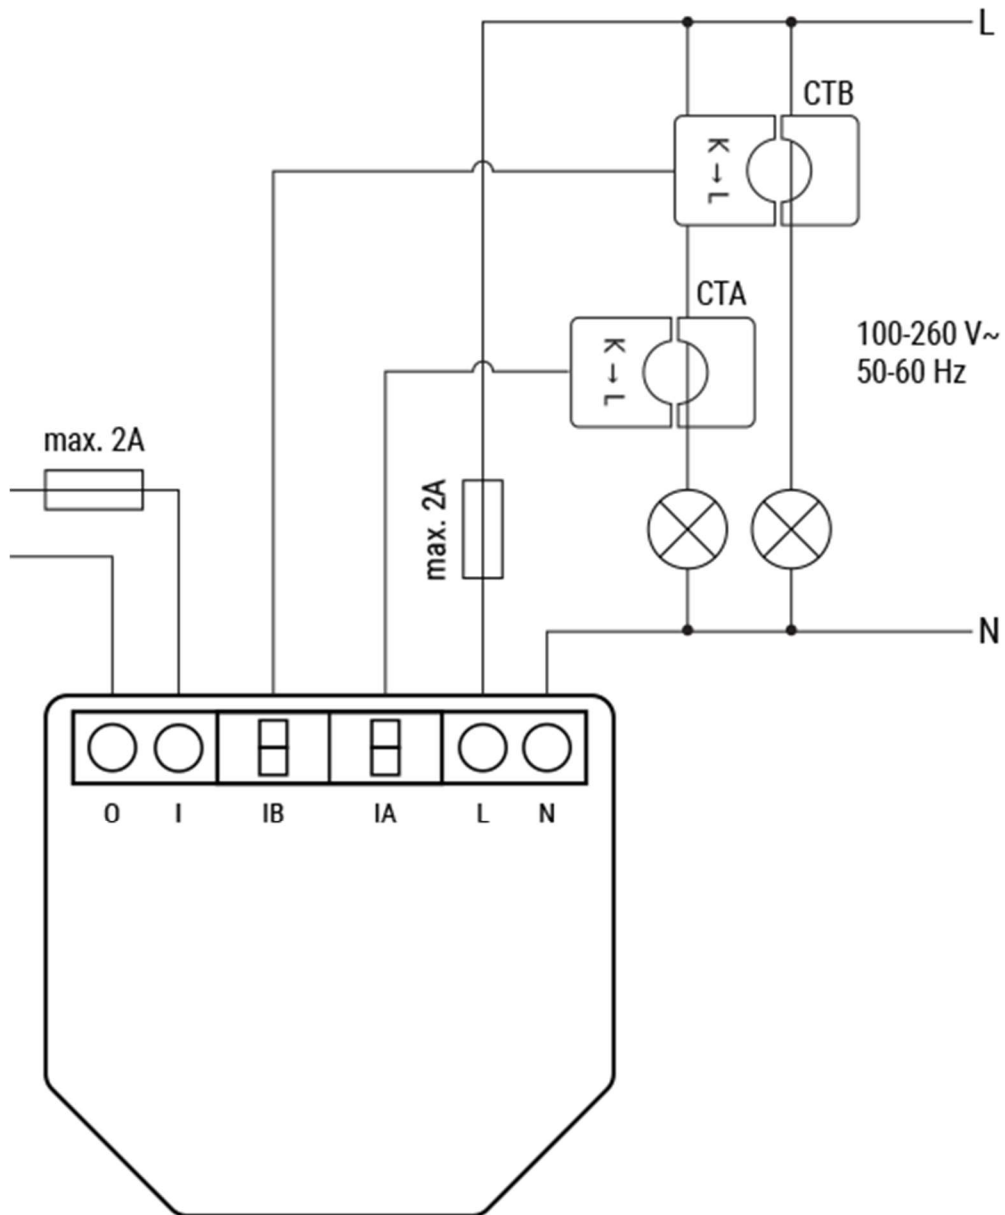 L
CTB
K → L
CTA
K → L
100-260 V~
50-60 Hz
max. 2A
max. 2A
N
O I IB IA L N